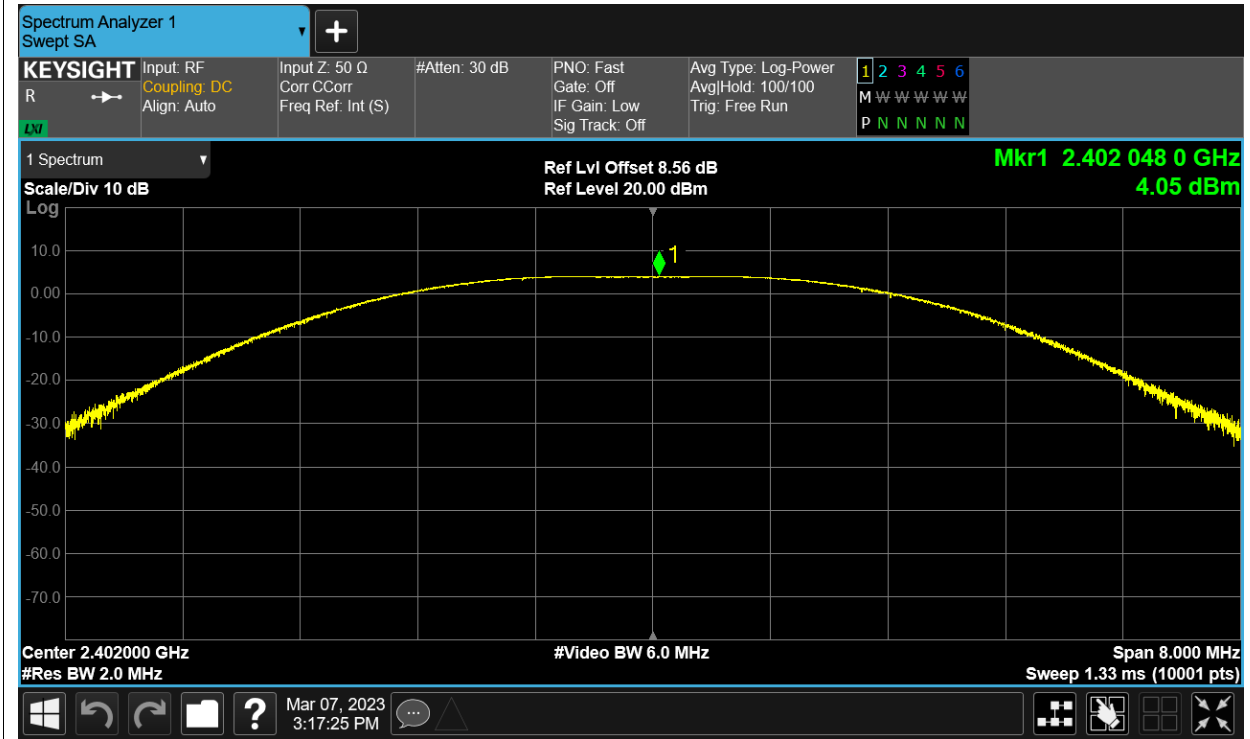 Spectrum Analyzer 1
Swept SA
KEYSIGHT
R
LXI
Input: RF
Coupling: DC
Align: Auto
Input Z: 50 Ω
Corr CCorr
Freq Ref: Int (S)
#Atten: 30 dB
PNO: Fast
Gate: Off
IF Gain: Low
Sig Track: Off
Avg Type: Log-Power
Avg|Hold: 100/100
Trig: Free Run
1 2 3 4 5 6
M W W W W W
P N N N N N
1 Spectrum
Scale/Div 10 dB
Log
Ref Lvl Offset 8.56 dB
Ref Level 20.00 dBm
Mkr1 2.402 048 0 GHz
4.05 dBm
1
10.0
0.00
-10.0
-20.0
-30.0
-40.0
-50.0
-60.0
-70.0
Center 2.402000 GHz
#Res BW 2.0 MHz
#Video BW 6.0 MHz
Span 8.000 MHz
Sweep 1.33 ms (10001 pts)
?
Mar 07, 2023
3:17:25 PM